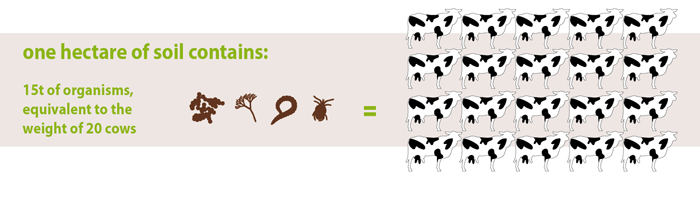 one hectare of soil contains:
15t of organisms,
equivalent to the
weight of 20 cows
=